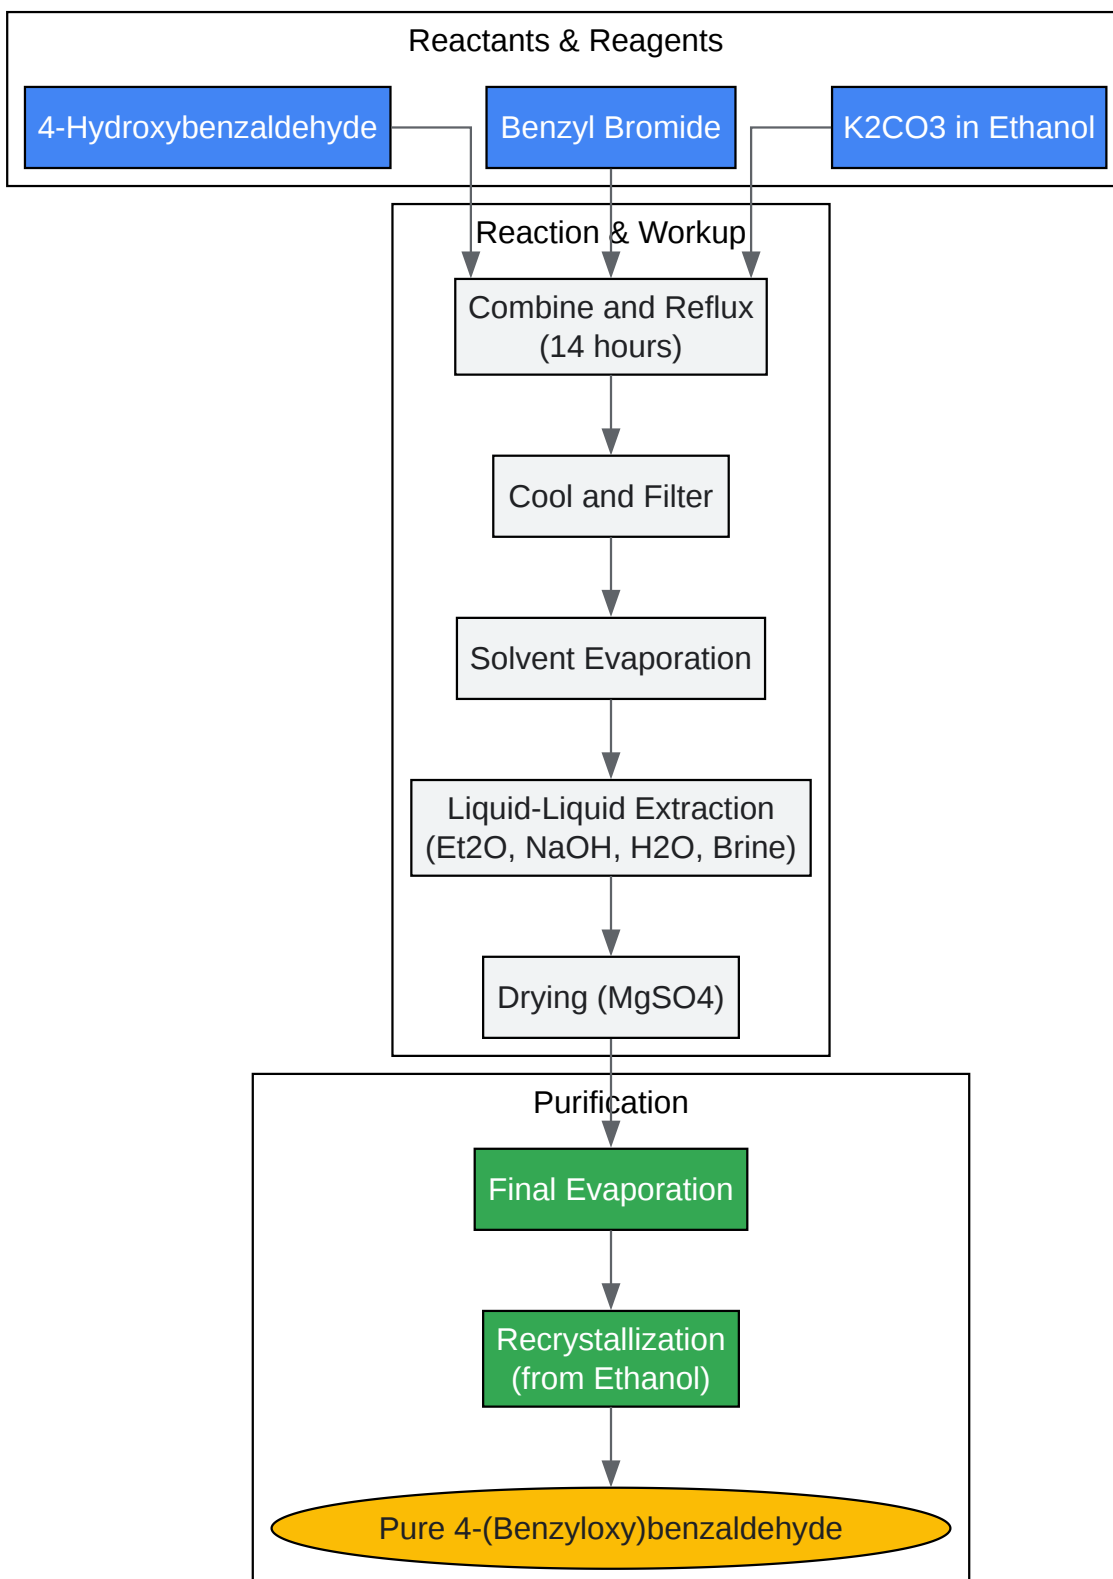 Reactants & Reagents
4-Hydroxybenzaldehyde
Benzyl Bromide
K2CO3 in Ethanol
Reaction & Workup
Combine and Reflux
(14 hours)
Cool and Filter
Solvent Evaporation
Liquid-Liquid Extraction
(Et2O, NaOH, H2O, Brine)
Drying (MgSO4)
Purification
Final Evaporation
Recrystallization
(from Ethanol)
Pure 4-(Benzyloxy)benzaldehyde